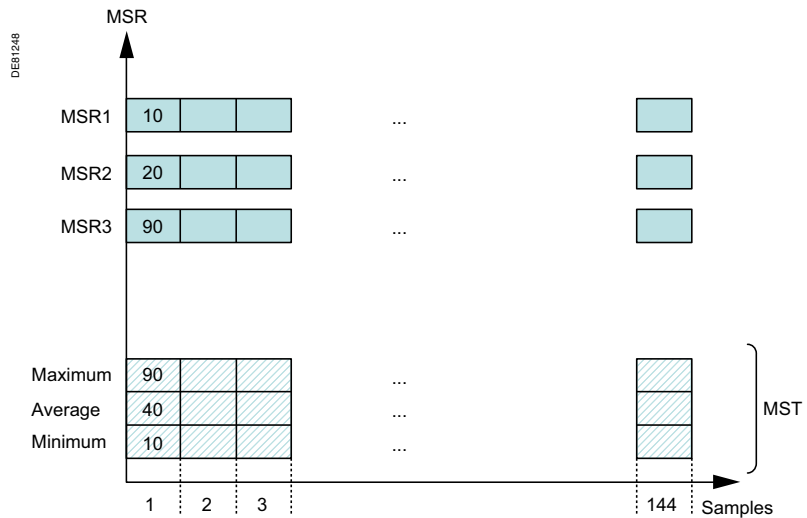 MSR
DE81248
MSR1 10 ...
MSR2 20 ...
MSR3 90 ...
Maximum 90 ...
Average 40 ...
Minimum 10 ...
MST
1 2 3 144 Samples